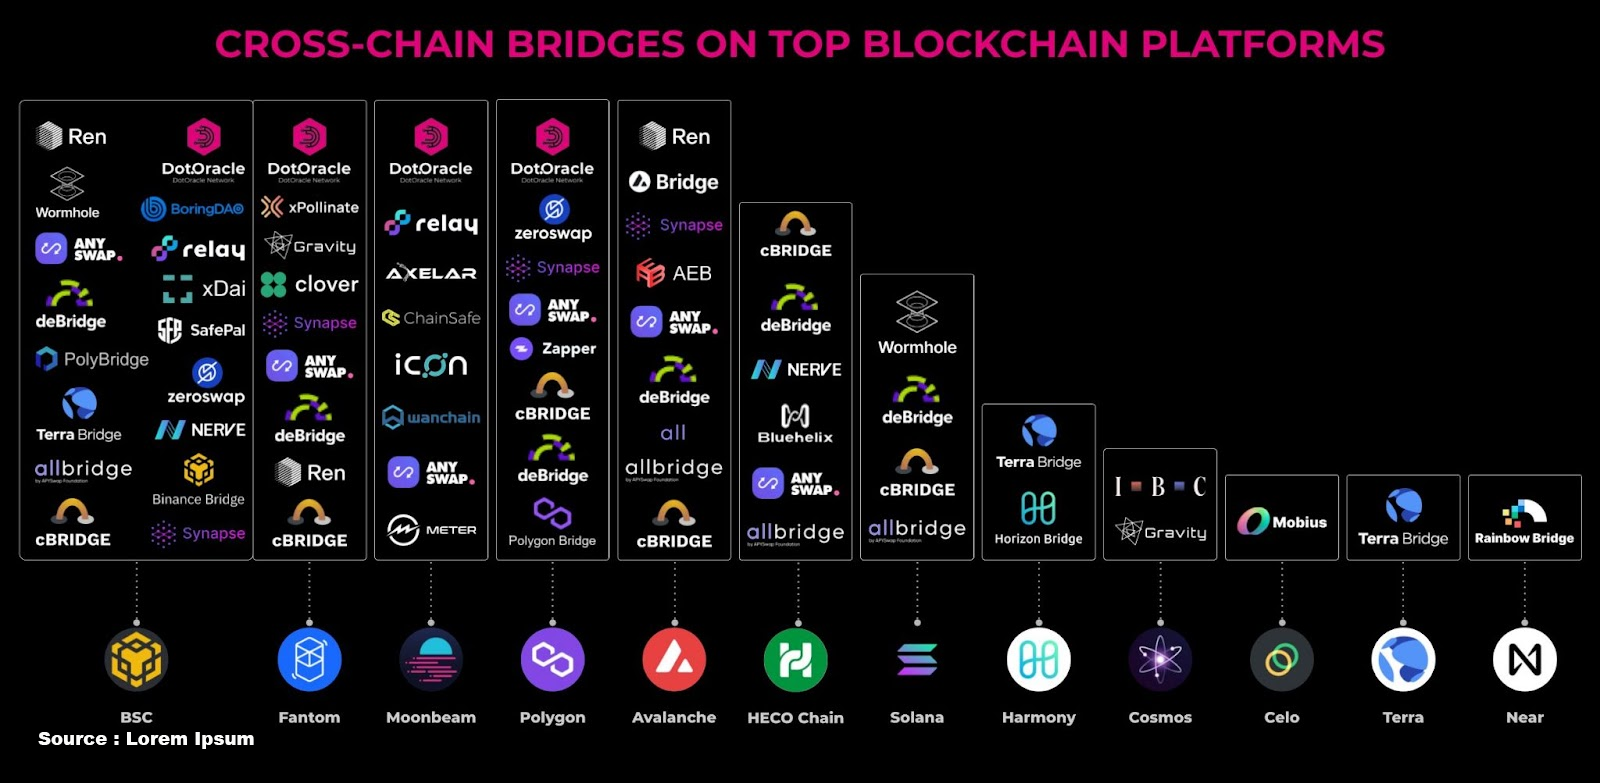 CROSS-CHAIN BRIDGES ON TOP BLOCKCHAIN PLATFORMS
Ren
Wormhole
ANY
SWAP.
deBridge
PolyBridge
Terra Bridge
allbridge
by APYSwap Foundation
cBRIDGE
DotOracle
DotOracle Network
BoringDAO
relay
xDai
SFP SafePal
zeroswap
NERVE
Binance Bridge
Synapse
DotOracle
DotOracle Network
xPollinate
Gravity
clover
Synapse
ANY
SWAP.
deBridge
Ren
cBRIDGE
DotOracle
DotOracle Network
relay
AXELAR
ChainSafe
icon
wanchain
ANY
SWAP.
METER
DotOracle
DotOracle Network
zeroswap
Synapse
ANY
SWAP.
Zapper
cBRIDGE
deBridge
Polygon Bridge
Ren
Bridge
Synapse
AEB
ANY
SWAP.
deBridge
all
allbridge
by APYSwap Foundation
cBRIDGE
cBRIDGE
deBridge
NERVE
Bluehelix
ANY
SWAP.
allbridge
by APYSwap Foundation
Wormhole
deBridge
cBRIDGE
allbridge
by APYSwap Foundation
Terra Bridge
Horizon Bridge
I B C
Gravity
Mobius
Terra Bridge
Rainbow Bridge
BSC
Fantom
Moonbeam
Polygon
Avalanche
HECO Chain
Solana
Harmony
Cosmos
Celo
Terra
Near
Source : Lorem Ipsum